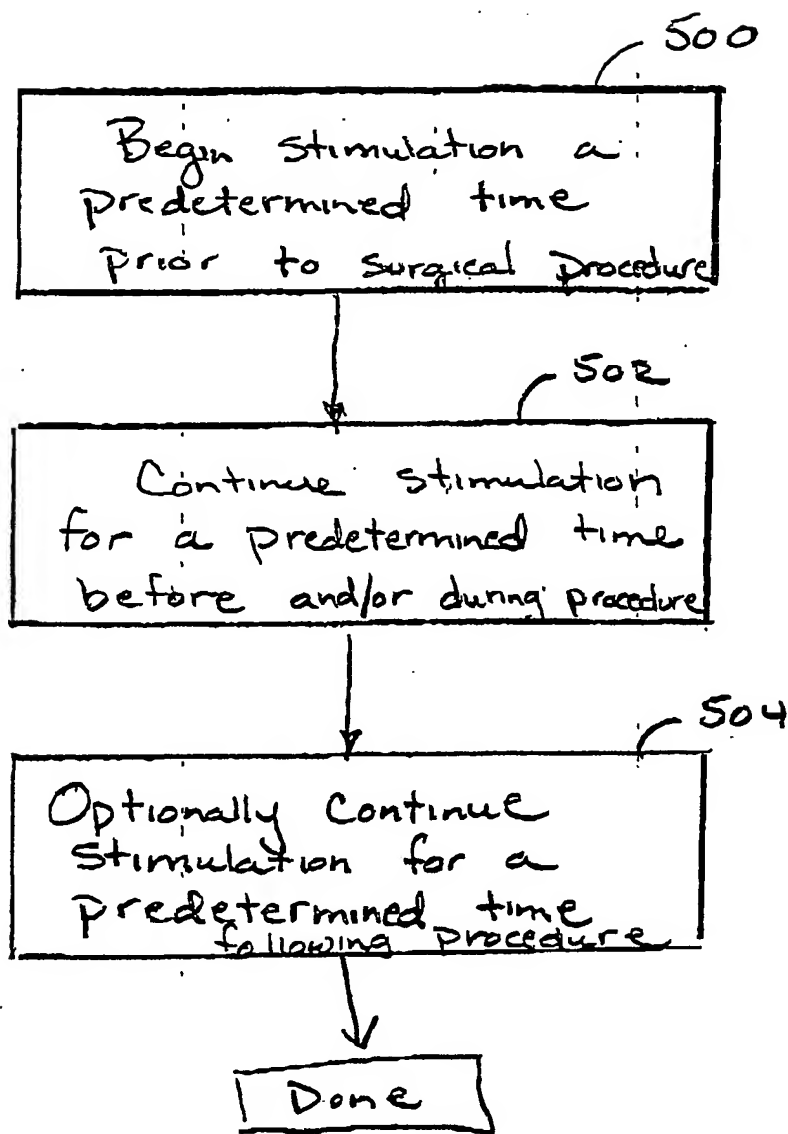 500
Begin stimulation a
predetermined time
prior to surgical procedure
502
Continue stimulation
for a predetermined time
before and/or during procedure
504
Optionally continue
stimulation for a
predetermined time
following procedure
Done